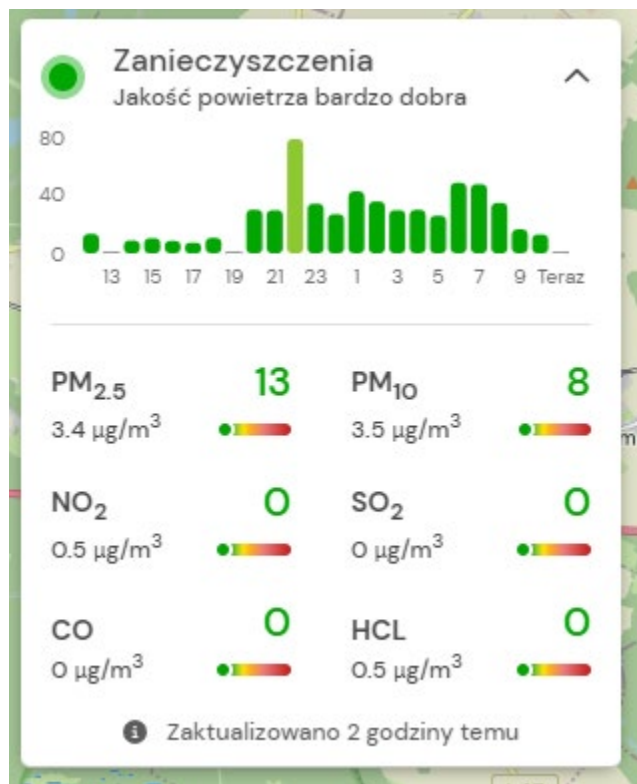 Zanieczyszczenia
Jakość powietrza bardzo dobra
80
40
0
13 15 17 19 21 23 1 3 5 7 9 Teraz
PM2.5 13 PM10 8
3.4 µg/m³ 3.5 µg/m³
NO2 0 SO2 0
0.5 µg/m³ 0 µg/m³
CO 0 HCL 0
0 µg/m³ 0.5 µg/m³
Zaktualizowano 2 godziny temu
m